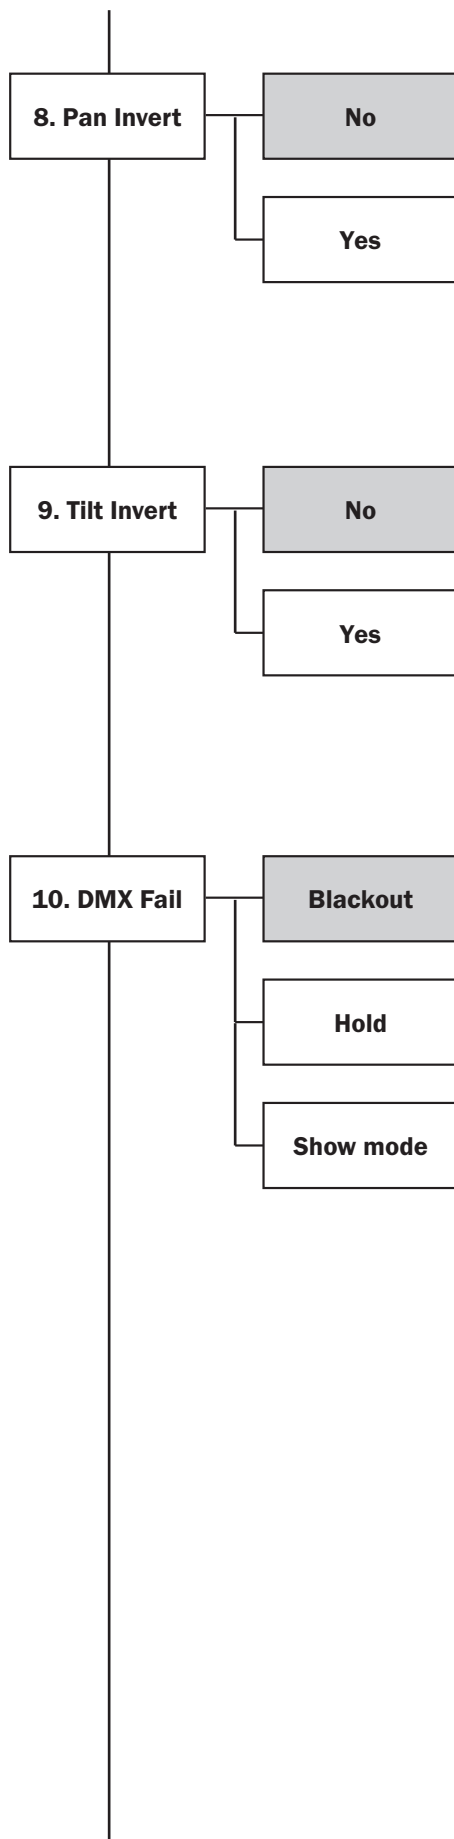 8. Pan Invert
No
Yes
9. Tilt Invert
No
Yes
10. DMX Fail
Blackout
Hold
Show mode